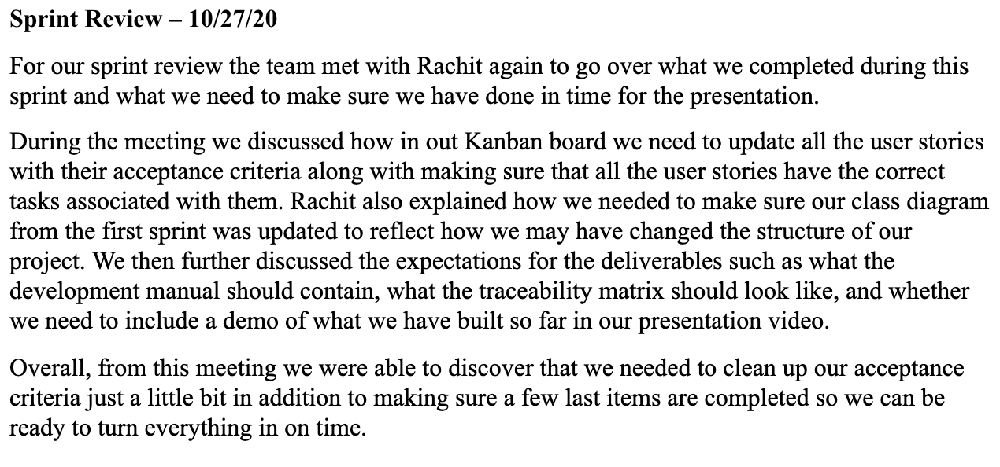 Sprint Review – 10/27/20
For our sprint review the team met with Rachit again to go over what we completed during this
sprint and what we need to make sure we have done in time for the presentation.
During the meeting we discussed how in out Kanban board we need to update all the user stories
with their acceptance criteria along with making sure that all the user stories have the correct
tasks associated with them. Rachit also explained how we needed to make sure our class diagram
from the first sprint was updated to reflect how we may have changed the structure of our
project. We then further discussed the expectations for the deliverables such as what the
development manual should contain, what the traceability matrix should look like, and whether
we need to include a demo of what we have built so far in our presentation video.
Overall, from this meeting we were able to discover that we needed to clean up our acceptance
criteria just a little bit in addition to making sure a few last items are completed so we can be
ready to turn everything in on time.